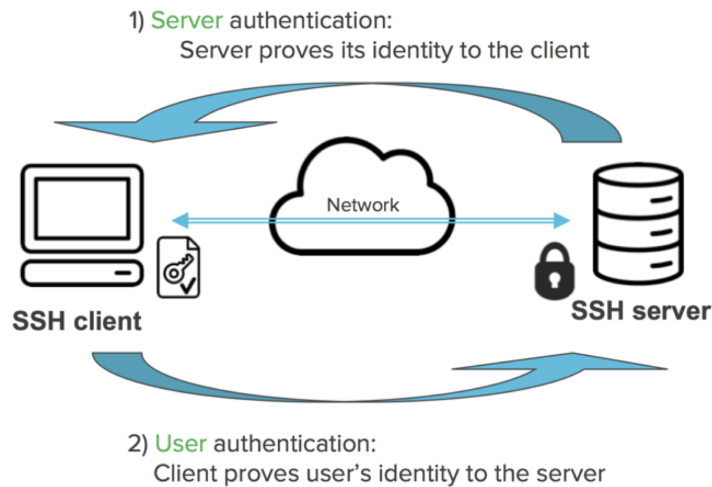 1) Server authentication:
Server proves its identity to the client
Network
SSH client
SSH server
2) User authentication:
Client proves user's identity to the server